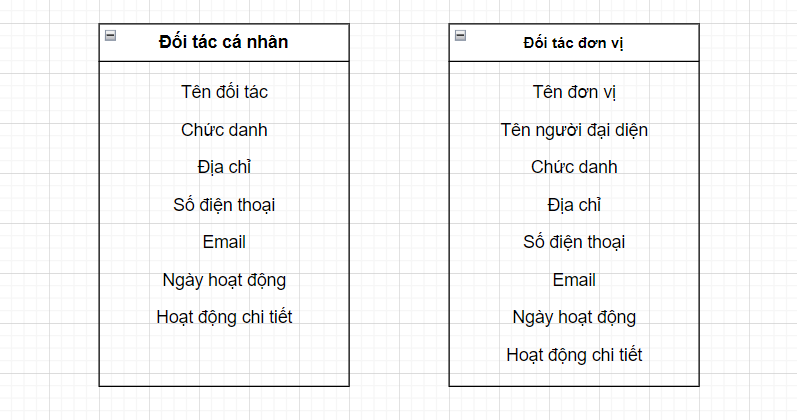 Đối tác cá nhân
Tên đối tác
Chức danh
Địa chỉ
Số điện thoại
Email
Ngày hoạt động
Hoạt động chi tiết
Đối tác đơn vị
Tên đơn vị
Tên người đại diện
Chức danh
Địa chỉ
Số điện thoại
Email
Ngày hoạt động
Hoạt động chi tiết